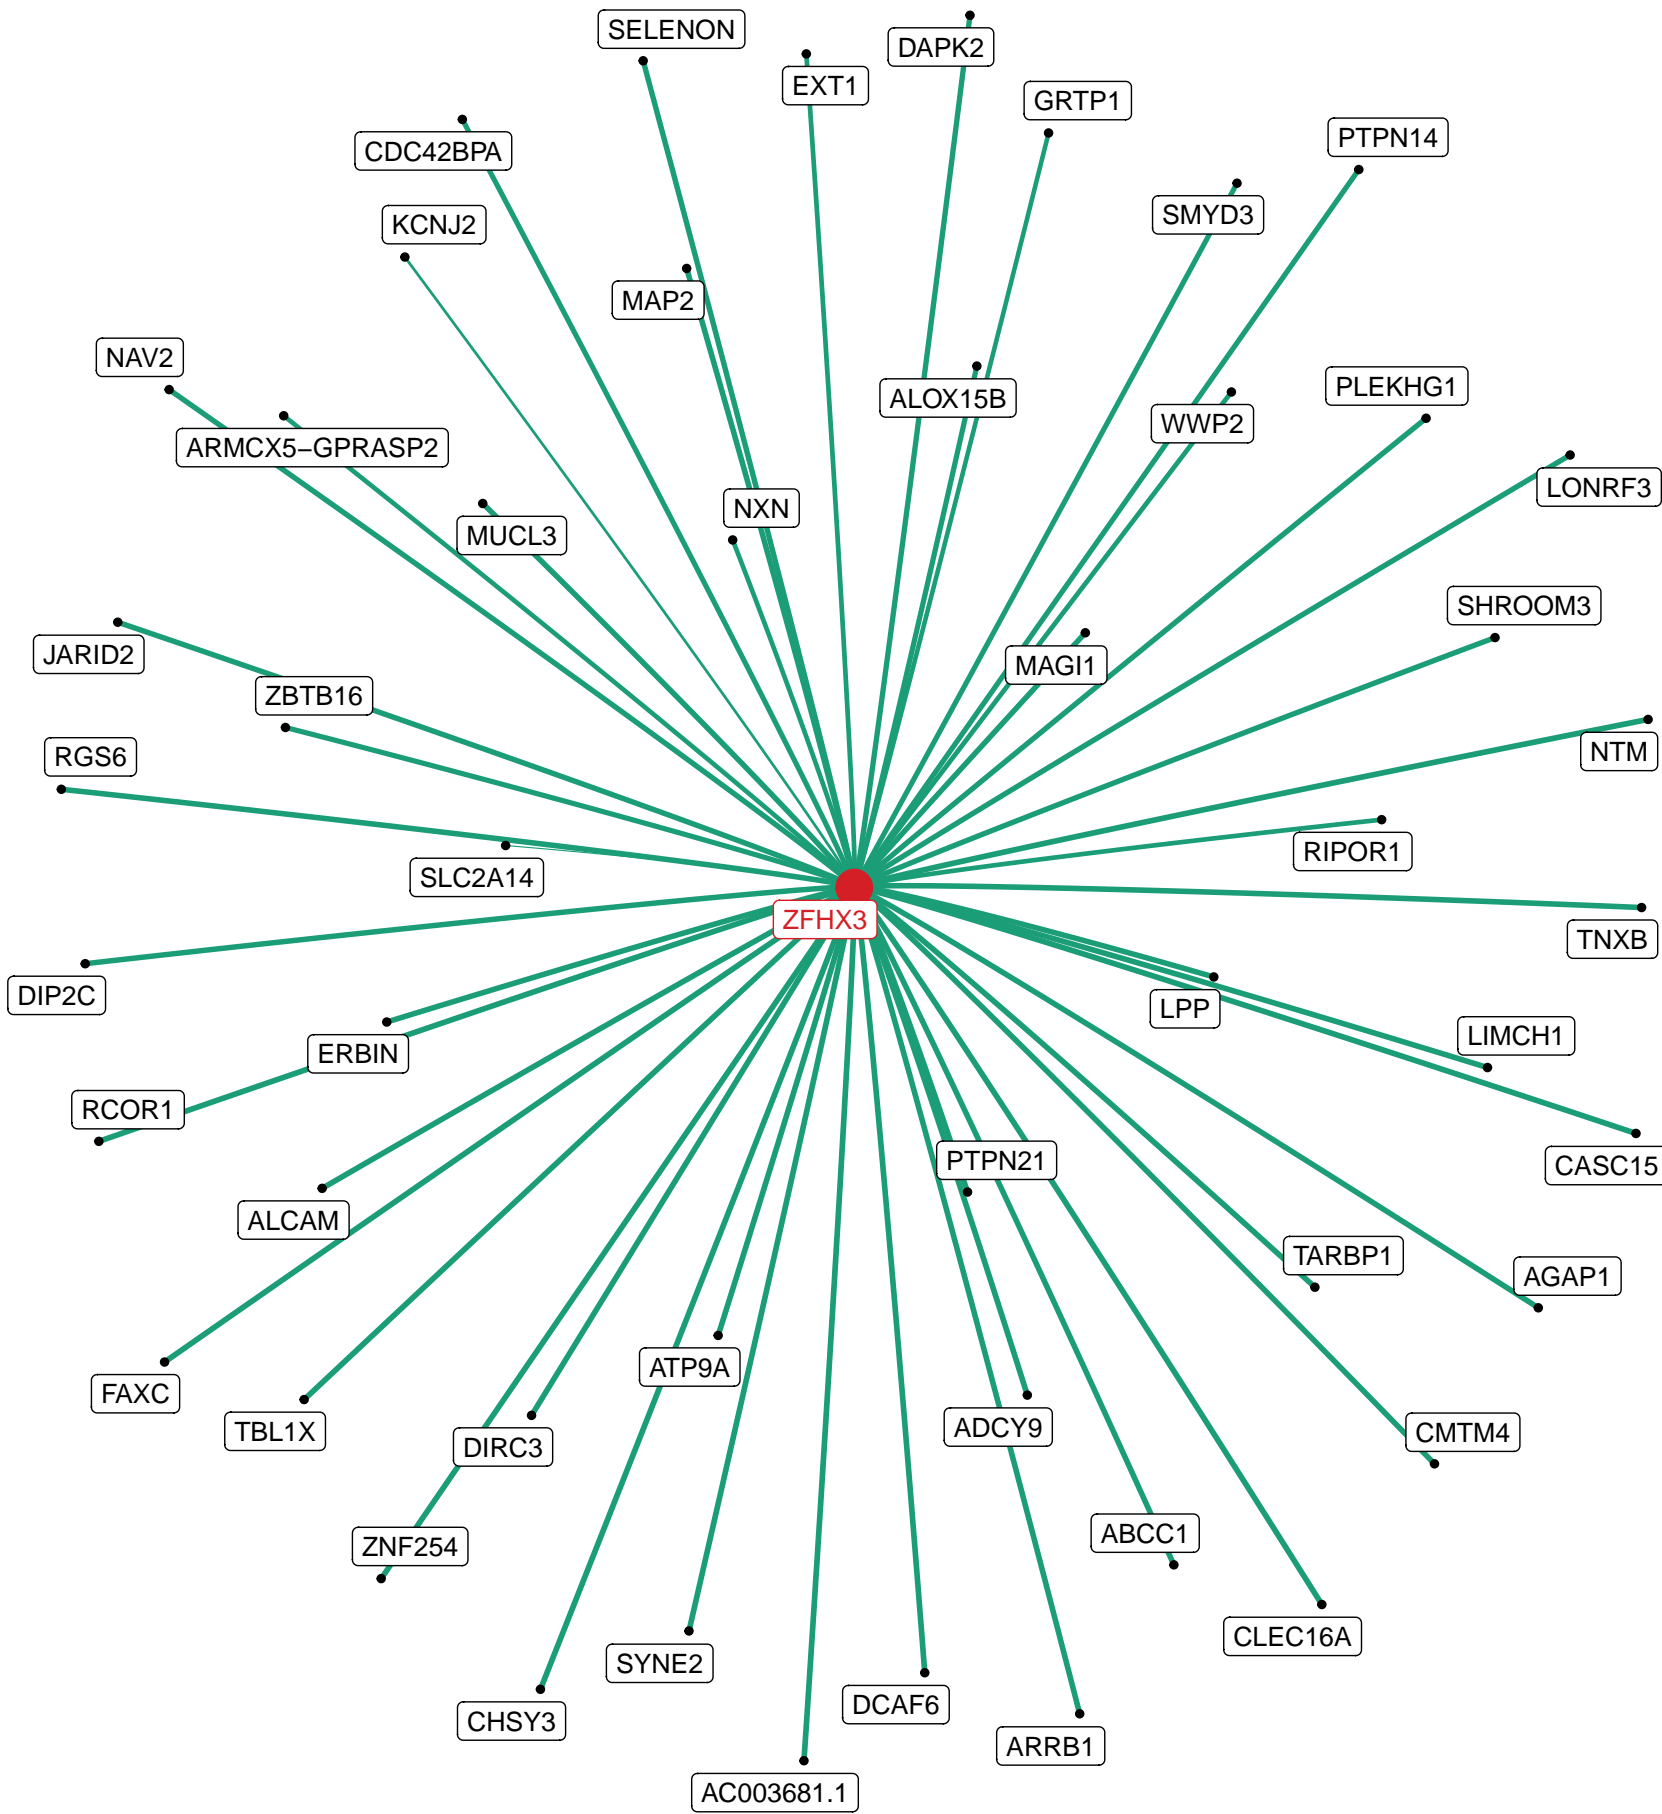 SELENON
DAPK2
EXT1
GRTP1
PTPN14
CDC42BPA
SMYD3
KCNJ2
MAP2
NAV2
PLEKHG1
ALOX15B
WWP2
ARMCX5–GPRASP2
LONRF3
NXN
MUCL3
SHROOM3
JARID2
MAGI1
ZBTB16
NTM
RGS6
RIPOR1
SLC2A14
ZFHX3
TNXB
DIP2C
LPP
LIMCH1
ERBIN
RCOR1
PTPN21
CASC15
ALCAM
TARBP1
AGAP1
ATP9A
FAXC
ADCY9
TBL1X
CMTM4
DIRC3
ABCC1
ZNF254
CLEC16A
SYNE2
DCAF6
CHSY3
ARRB1
AC003681.1